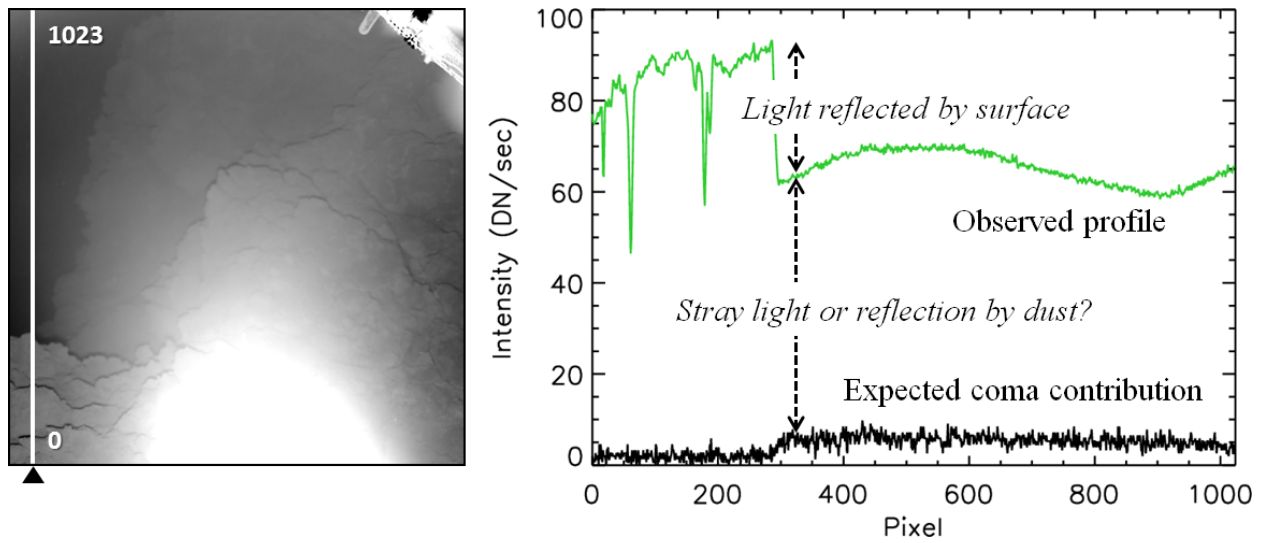 1023
0
100
80
60
40
20
0
Intensity (DN/sec)
Light reflected by surface
Observed profile
Stray light or reflection by dust?
Expected coma contribution
0
200
400
600
800
1000
Pixel